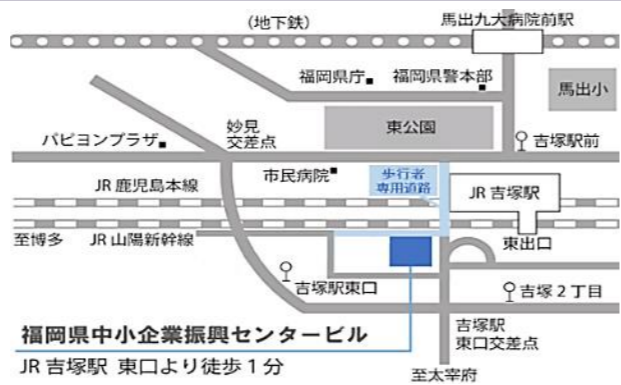 （地下鉄）
馬出九大病院前駅
福岡県庁
福岡県警本部
馬出小
妙見
交差点
東公園
吉塚駅前
パピヨンプラザ
市民病院
歩行者
専用道路
JR 鹿児島本線
JR 吉塚駅
至博多
JR 山陽新幹線
東出口
吉塚駅東口
吉塚２丁目
福岡県中小企業振興センタービル
JR 吉塚駅 東口より徒歩１分
吉塚駅
東口交差点
至太宰府